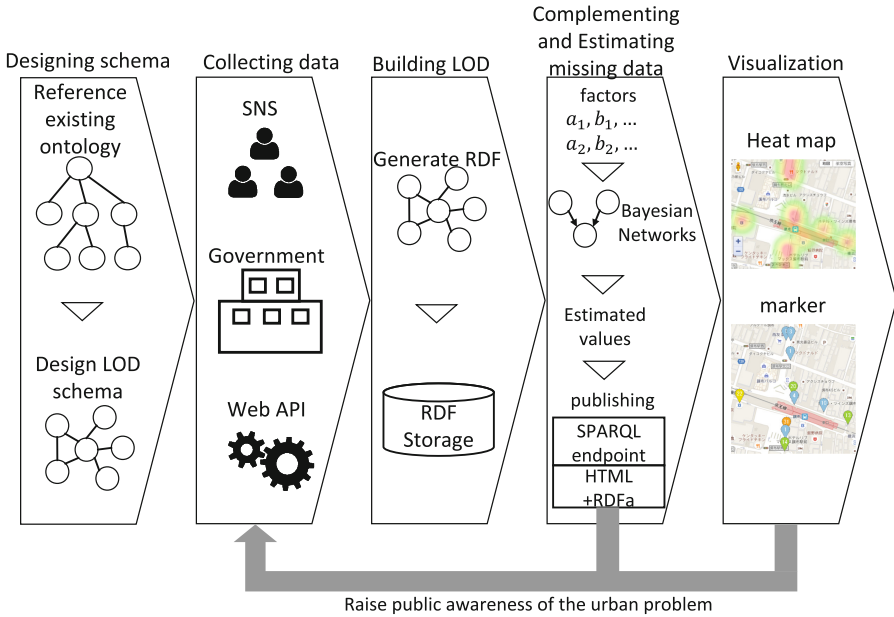 Designing schema
Reference
existing
ontology
Design LOD
schema
Collecting data
SNS
Government
Web API
Building LOD
Generate RDF
RDF
Storage
Complementing
and Estimating
missing data
factors
a₁, b₁, …
a₂, b₂, …
Bayesian
Networks
Estimated
values
publishing
SPARQL
endpoint
HTML
+RDFa
Visualization
Heat map
marker
Raise public awareness of the urban problem